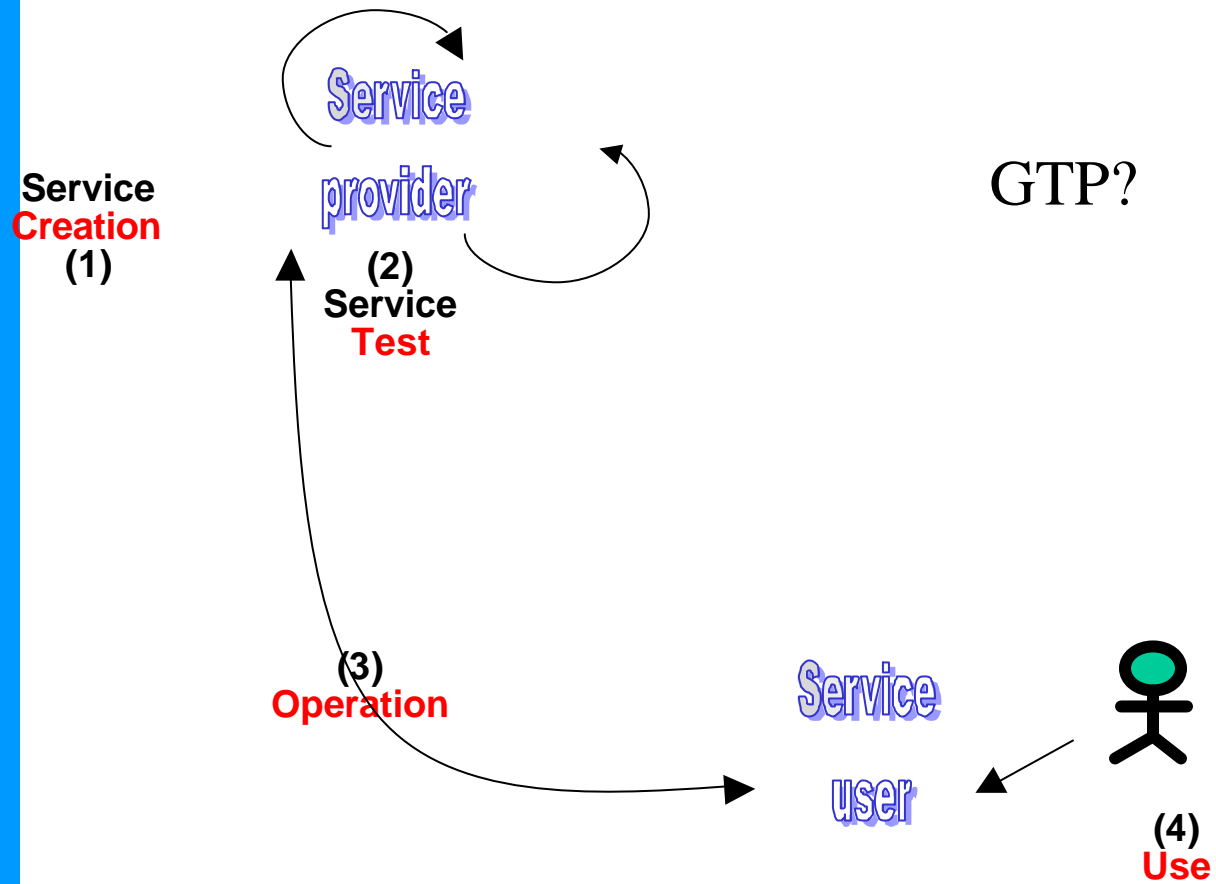 Service
provider
GTP?
Service
Creation
(1)
(2)
Service
Test
(3)
Operation
Service
user
(4)
Use